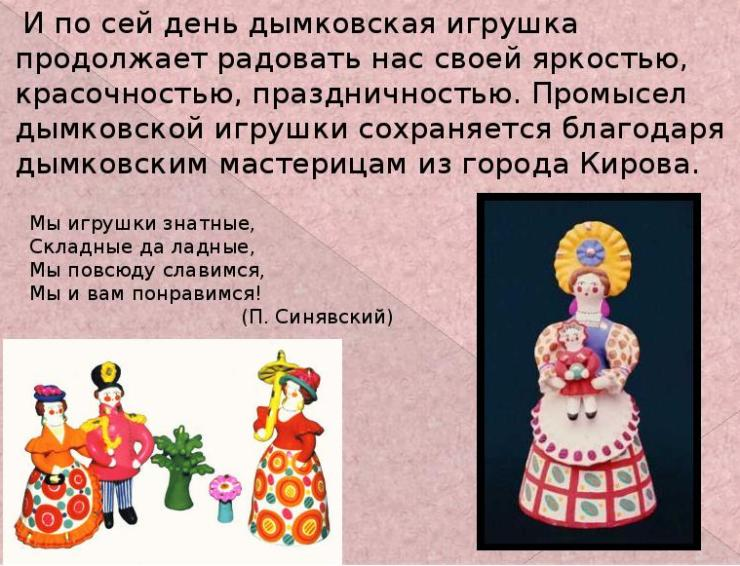 И по сей день дымковская игрушка
продолжает радовать нас своей яркостью,
красочностью, праздничностью. Промысел
дымковской игрушки сохраняется благодаря
дымковским мастерицам из города Кирова.
Мы игрушки знатные,
Складные да ладные,
Мы повсюду славимся,
Мы и вам понравимся!
(П. Синявский)